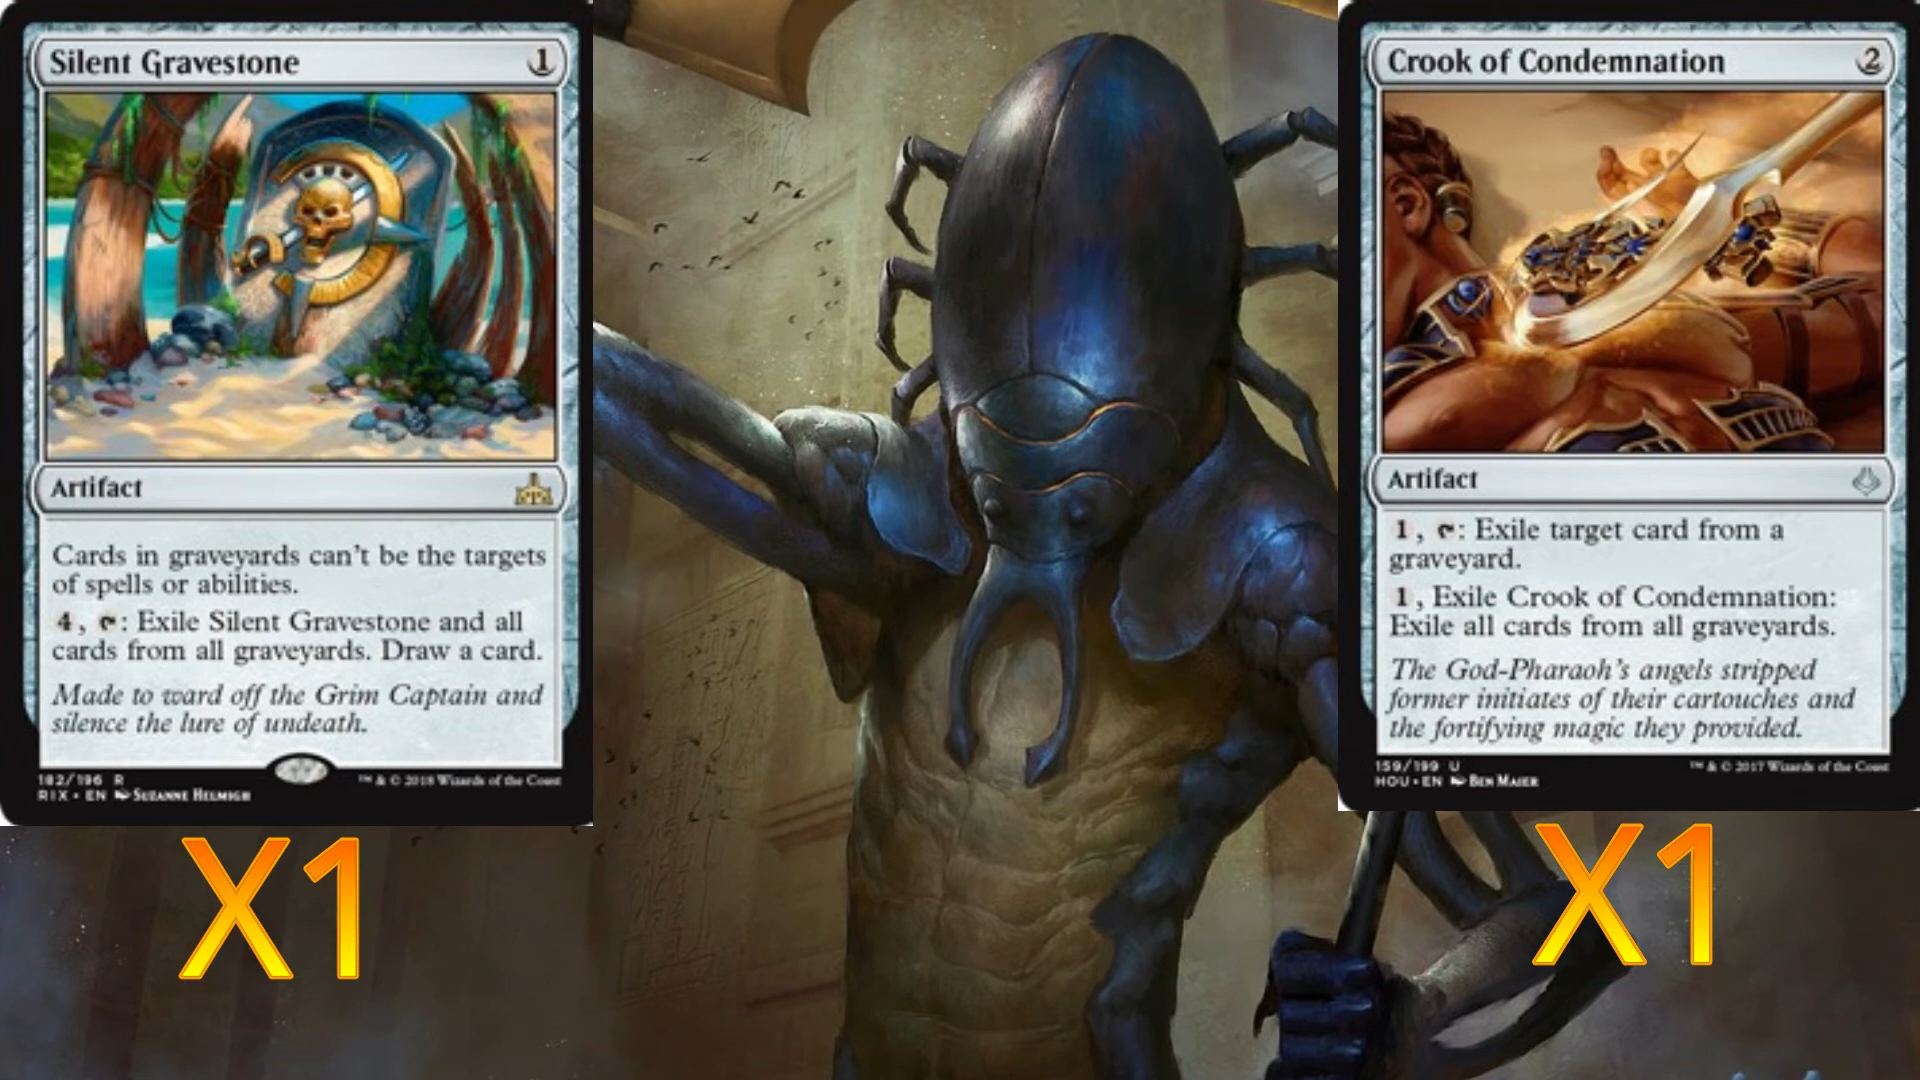 Silent Gravestone 1
Artifact
Cards in graveyards can't be the targets
of spells or abilities.
4, : Exile Silent Gravestone and all
cards from all graveyards. Draw a card.
Made to ward off the Grim Captain and
silence the lure of undeath.
182/196 R
™ & © 2018 Wizards of the Coast
RIX • EN Suzanne Helmigh
X1
Crook of Condemnation 2
Artifact
1, : Exile target card from a
graveyard.
1, Exile Crook of Condemnation:
Exile all cards from all graveyards.
The God-Pharaoh's angels stripped
former initiates of their cartouches and
the fortifying magic they provided.
159/199 U
™ & © 2017 Wizards of the Coast
HOU • EN Ben Maier
X1